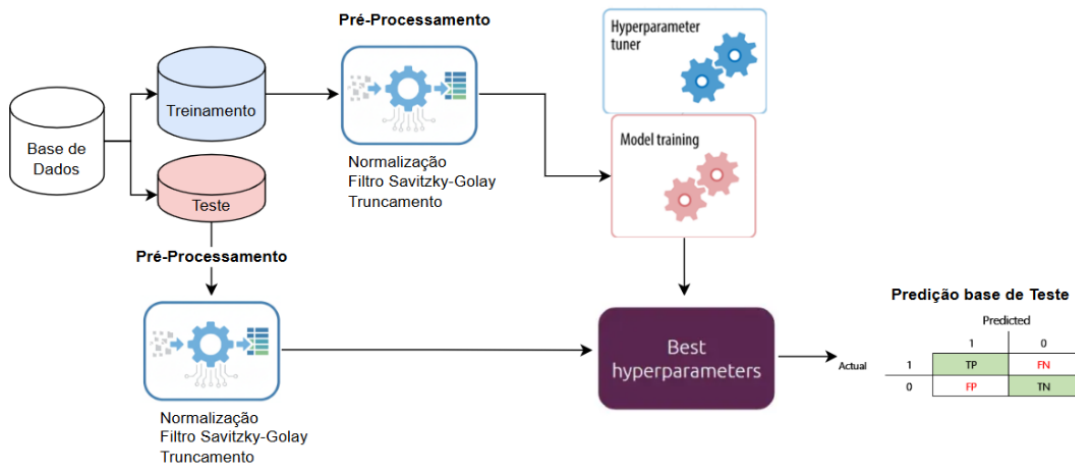 Pré-Processamento
Hyperparameter
tuner
Treinamento
Base de
Dados
Model training
Normalização
Filtro Savitzky-Golay
Truncamento
Teste
Pré-Processamento
Predição base de Teste
Predicted
1 0
Actual 1 TP FN
0 FP TN
Best
hyperparameters
Normalização
Filtro Savitzky-Golay
Truncamento